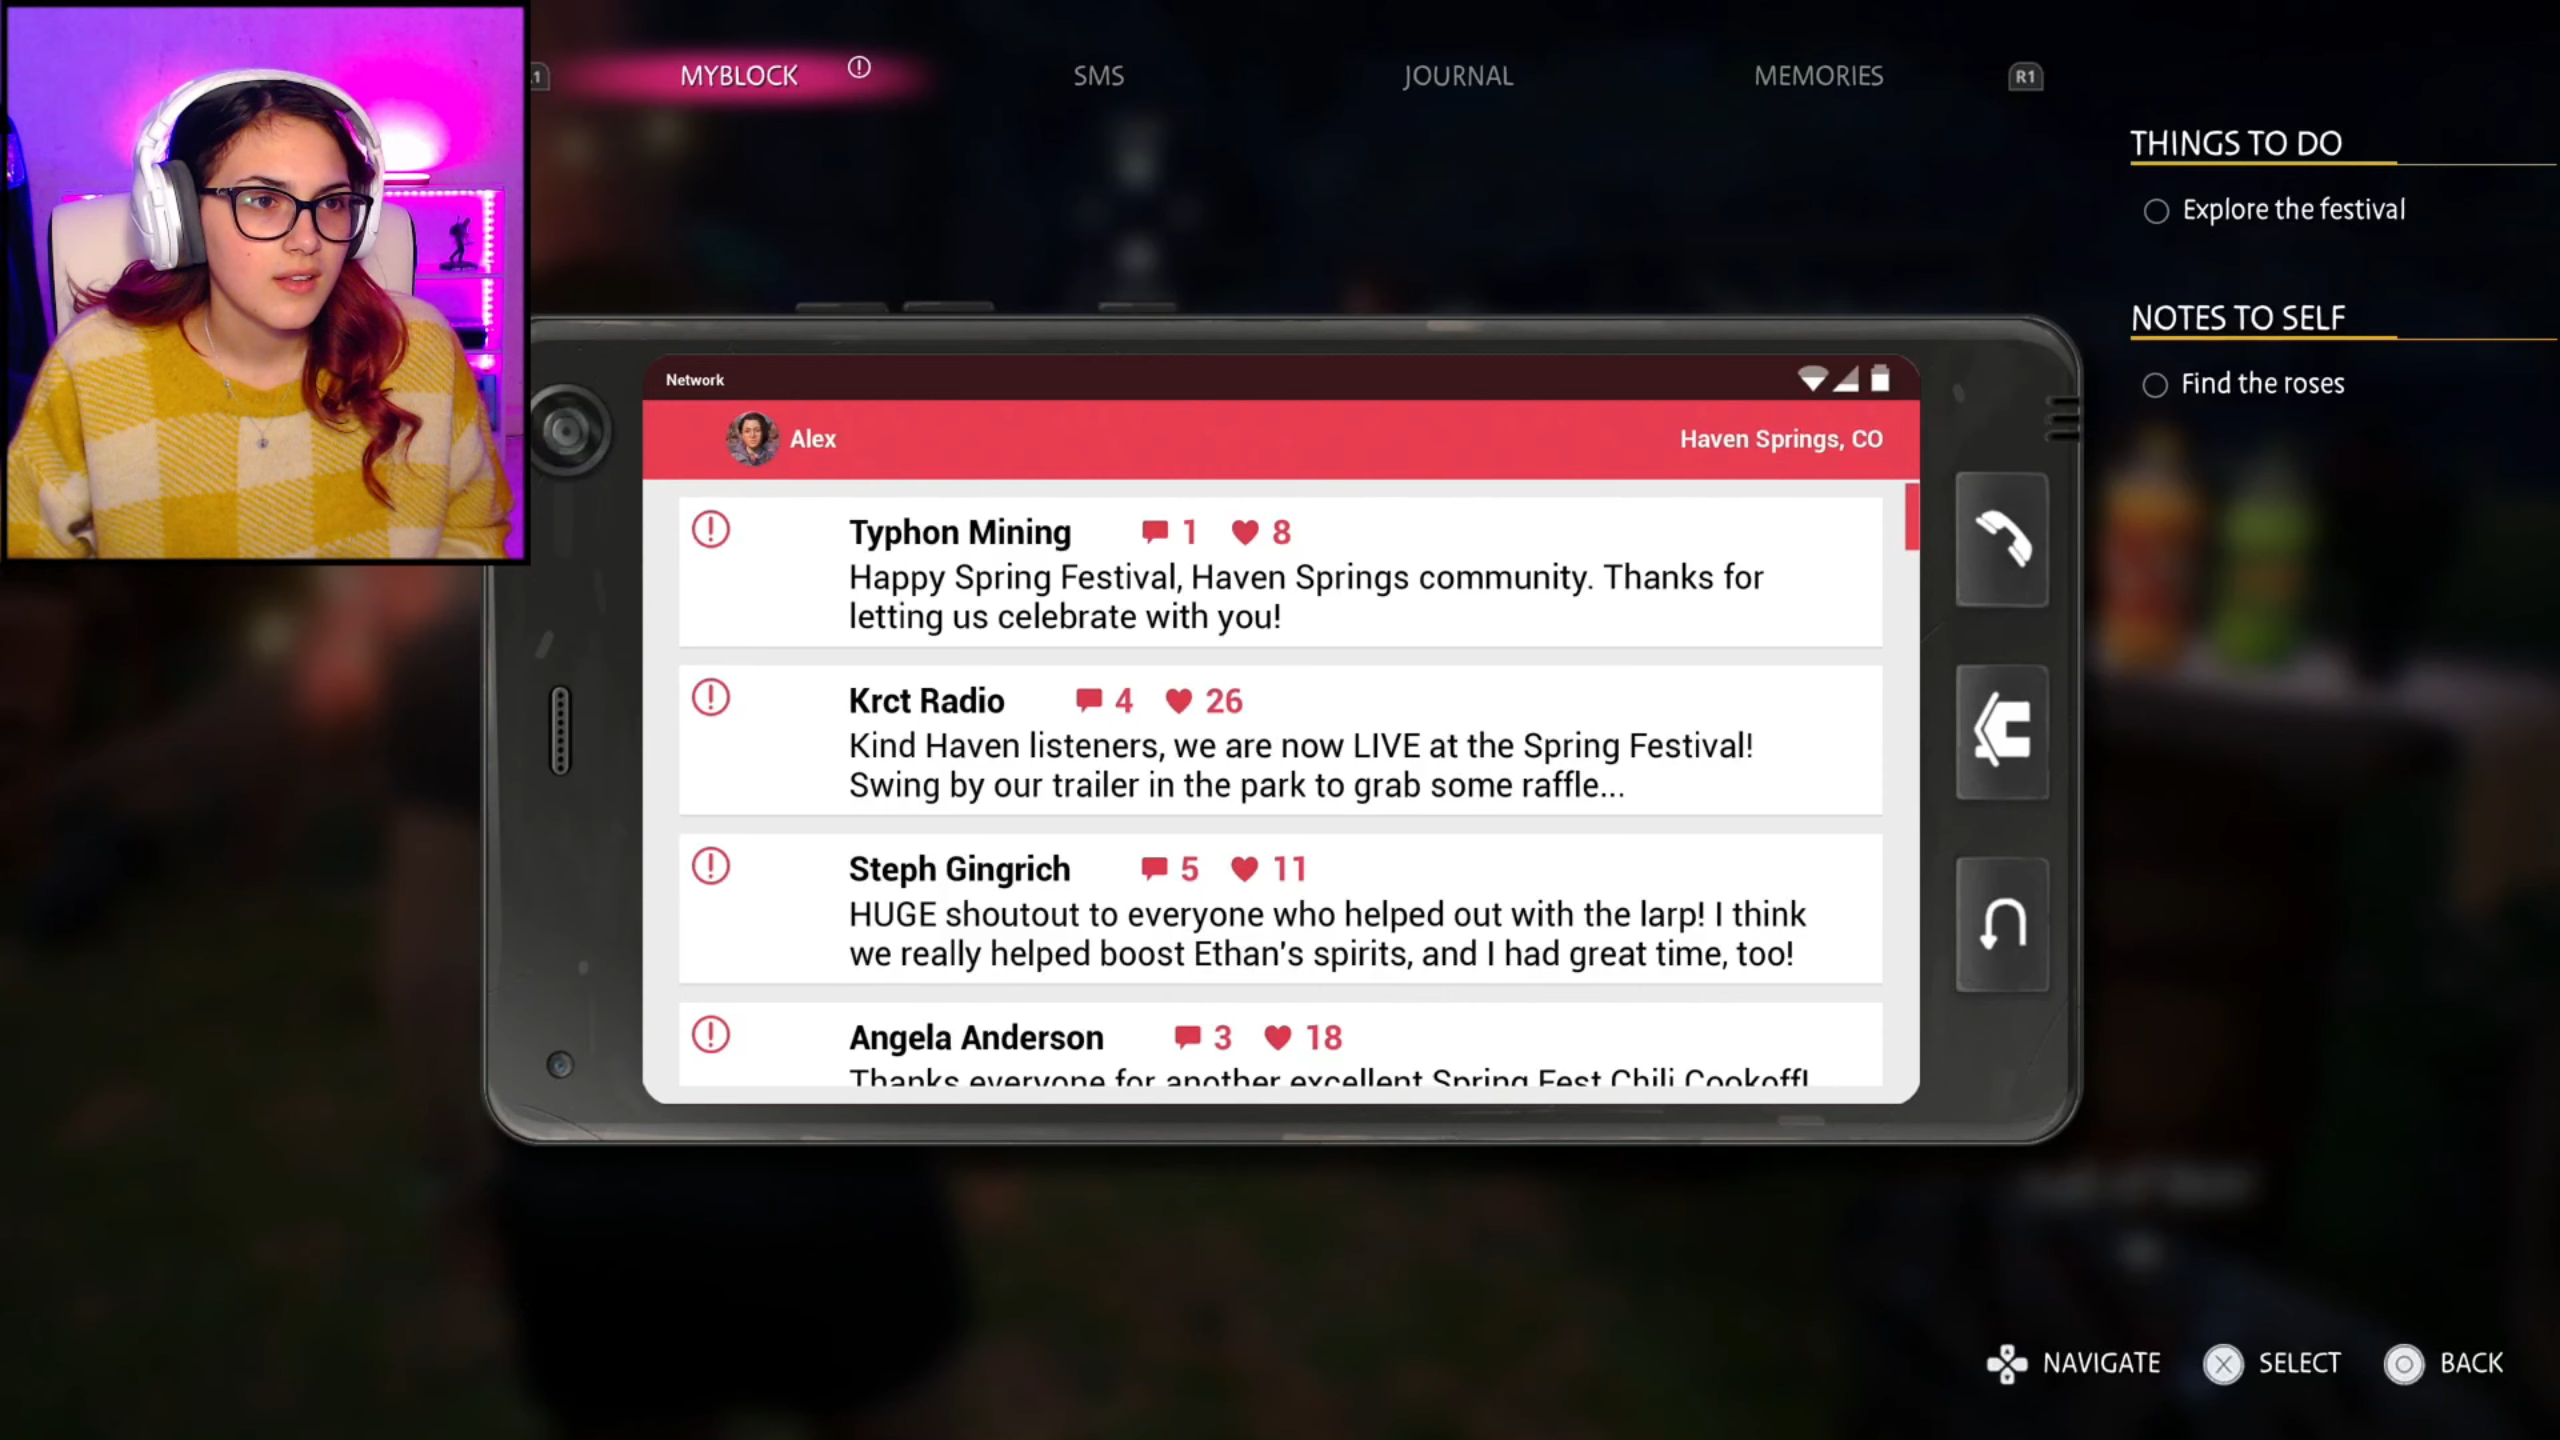 MYBLOCK
SMS
JOURNAL
MEMORIES
R1
THINGS TO DO
Explore the festival
NOTES TO SELF
Find the roses
Network
Alex
Haven Springs, CO
Typhon Mining 1 8
Happy Spring Festival, Haven Springs community. Thanks for
letting us celebrate with you!
Krct Radio 4 26
Kind Haven listeners, we are now LIVE at the Spring Festival!
Swing by our trailer in the park to grab some raffle...
Steph Gingrich 5 11
HUGE shoutout to everyone who helped out with the larp! I think
we really helped boost Ethan's spirits, and I had great time, too!
Angela Anderson 3 18
Thanks everyone for another excellent Spring Fest Chili Cookoff!
NAVIGATE
SELECT
BACK